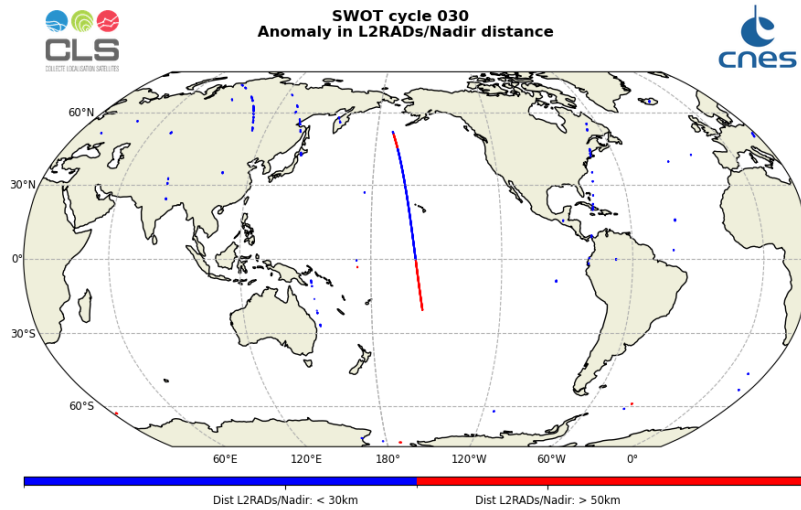 SWOT cycle 030
Anomaly in L2RADs/Nadir distance
CLS
COLLECTE LOCALISATION SATELLITES
cnes
60°N
30°N
0°
30°S
60°S
60°E 120°E 180° 120°W 60°W 0°
Dist L2RADs/Nadir: < 30km Dist L2RADs/Nadir: > 50km